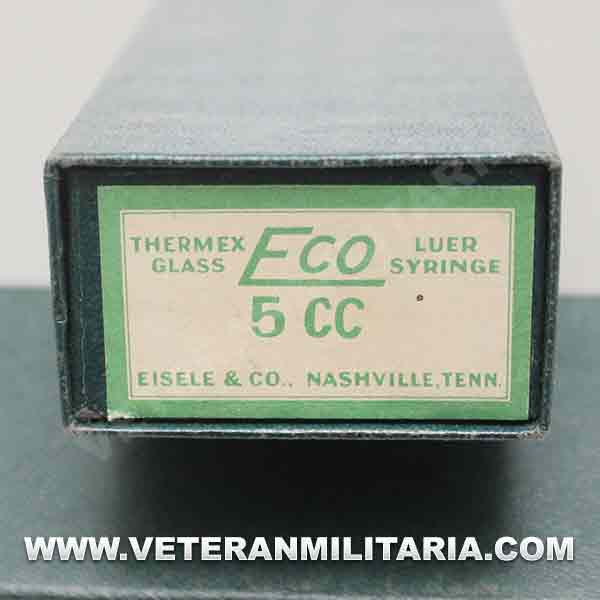 THERMEX ECO LUER
GLASS SYRINGE
5 CC
EISELE & CO., NASHVILLE, TENN.
WWW.VETERANMILITARIA.COM